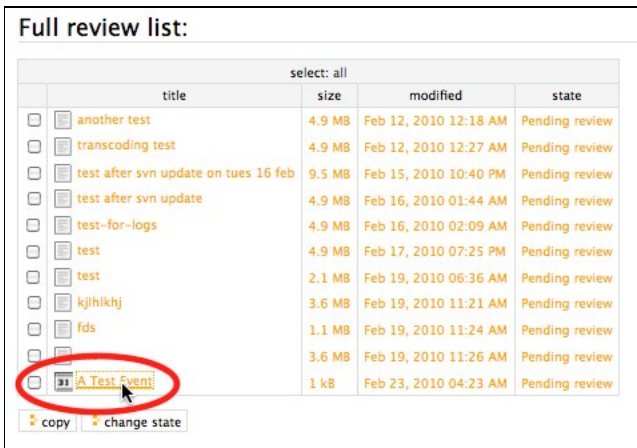 Full review list:
select: all
title size modified state
another test 4.9 MB Feb 12, 2010 12:18 AM Pending review
transcoding test 4.9 MB Feb 12, 2010 12:27 AM Pending review
test after svn update on tues 16 feb 9.5 MB Feb 15, 2010 10:40 PM Pending review
test after svn update 4.9 MB Feb 16, 2010 01:44 AM Pending review
test-for-logs 4.9 MB Feb 16, 2010 02:09 AM Pending review
test 4.9 MB Feb 17, 2010 07:25 PM Pending review
test 2.1 MB Feb 19, 2010 06:36 AM Pending review
kjlhlkhj 3.6 MB Feb 19, 2010 11:21 AM Pending review
fds 1.1 MB Feb 19, 2010 11:24 AM Pending review
3.6 MB Feb 19, 2010 11:26 AM Pending review
31 A Test Event 1 kB Feb 23, 2010 04:23 AM Pending review
copy change state